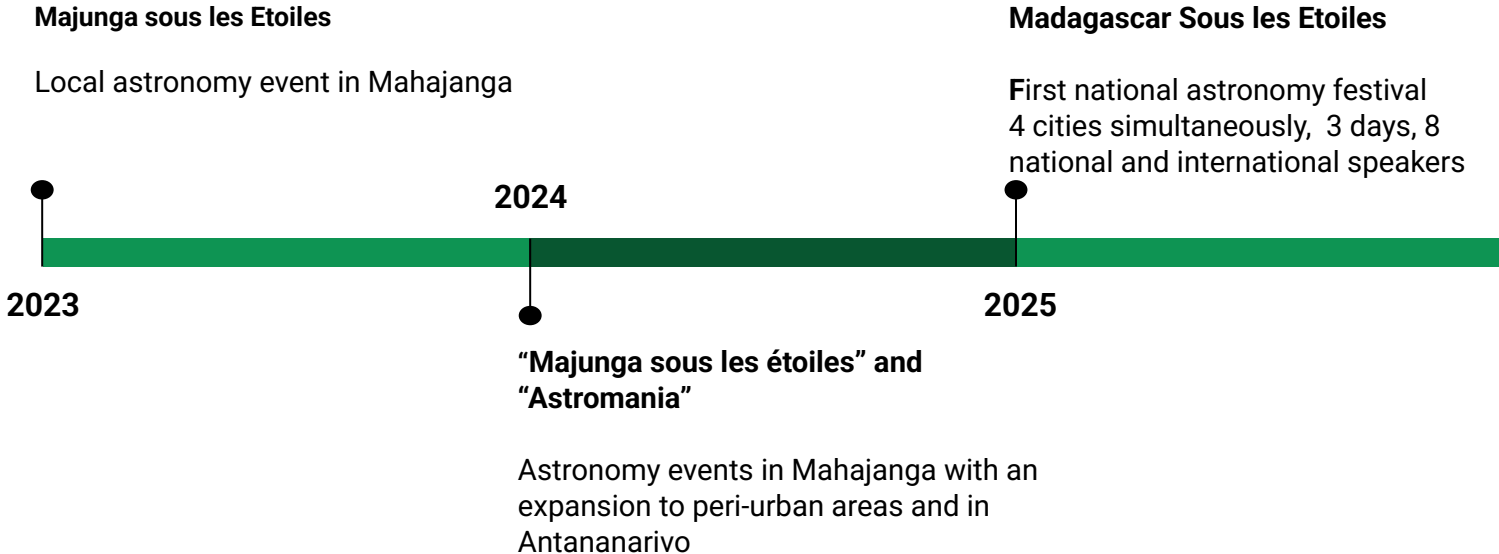 Majunga sous les Etoiles
Local astronomy event in Mahajanga
2023
2024
“Majunga sous les étoiles” and
“Astromania”
Astronomy events in Mahajanga with an
expansion to peri-urban areas and in
Antananarivo
Madagascar Sous les Etoiles
First national astronomy festival
4 cities simultaneously,  3 days, 8
national and international speakers
2025